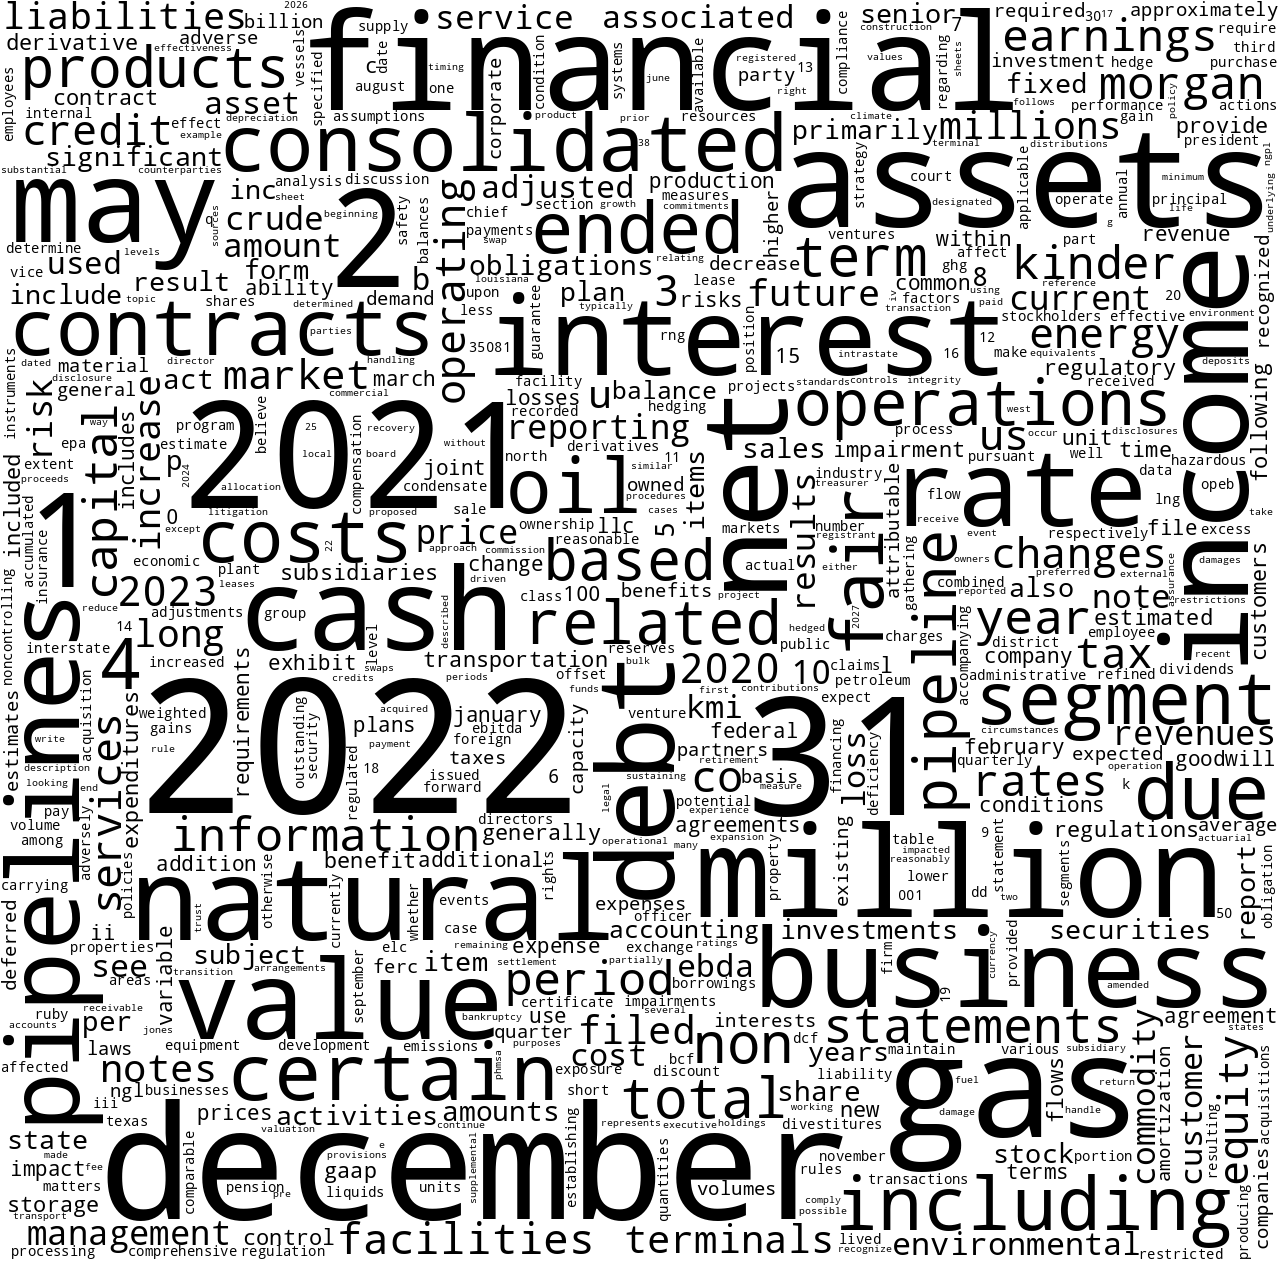 liabilities
2026
billion
supply
service associated
senior
7
required
30
17
approximately
derivative
adverse
effectiveness
vessels
financial
construction
earnings
require
third
products
specified
c
date
timing
condition
systems
available
registered
party
13
compliance
regarding
values
sheets
investment
hedge
purchase
employees
contract
internal
asset
august
one
corporate
june
right
fixed
morgan
follows
performance
gain
policy
actions
credit
effect
example
depreciation
assumptions
product
prior
resources
climate
primarily
millions
distributions
provide
president
significant
consolidated
38
terminal
assets
substantial
counterparties
may
inc
analysis
sheet
discussion
2
adjusted
production
measures
strategy
court
designated
applicable
operate
annual
minimum
principal
life
underlying
ngpl
o
sources
crude
beginning
safety
balances
operating
chief
section
growth
commitments
payments
ended
higher
g
revenue
determine
levels
amount
swap
relating
ventures
within
part
vice
used
form
b
obligations
decrease
term
affect
kinder
recognized
include
topic
result
ability
shares
determined
demand
louisiana
upon
less
guarantee
plan
typically
3
risks
lease
future
iv
common
ghg
8
factors
using
paid
transaction
current
reference
20
environment
contracts
parties
interest
rng
position
15
intrastate
16
12
stockholders
effective
energy
make
equivalents
income
deposits
instruments
dated
material
director
handling
35081
disclosure
general
risk
act
market
march
commercial
facility
losses
u
balance
projects
standards
controls
integrity
regulatory
received
following
2021
program
25
believe
local
estimate
way
epa
capital
includes
increase
compensation
recovery
board
without
recorded
reporting
hedging
derivatives
net
operations
process
west
us
occur
disclosures
unit
pursuant
well
time
extent
proceeds
p
2024
allocation
joint
condensate
north
oil
similar
11
owned
procedures
cases
items
sales
impairment
industry
treasurer
fair
rate
flow
data
hazardous
lng
opeb
0
litigation
proposed
sale
included
accumulated
insurance
1
except
costs
22
price
ownership
llc
reasonable
5
markets
number
registrant
attributable
receive
event
respectively
file
excess
take
noncontrolling
economic
plant
leases
approach
commission
change
based
actual
results
either
gathering
pipeline
owners
changes
damages
customers
2023
reduce
adjustments
subsidiaries
driven
class
100
benefits
project
combined
reported
preferred
also
external
assurance
restrictions
note
14
long
group
cash
described
related
hedged
2027
public
charges
year
estimated
employee
district
interstate
4
increased
exhibit
level
credits
swaps
transportation
periods
offset
reserves
bulk
funds
2020
10
claims
l
petroleum
accompanying
company
tax
recent
dividends
administrative
refined
estimates
pipelines
write
acquisition
weighted
gains
rule
requirements
2022
outstanding
security
acquired
plans
payment
january
ebitda
foreign
taxes
capacity
debt
venture
first
contributions
kmi
expect
31
segment
circumstances
revenues
description
looking
end
services
expenditures
18
regulated
issued
forward
6
legal
sustaining
federal
partners
retirement
co
basis
measure
financing
loss
deficiency
february
quarterly
expected
operation
goodwill
rates
k
due
pay
volume
among
adversely
information
directors
generally
operational
potential
experience
agreements
expansion
many
conditions
9
regulations
average
actuarial
carrying
policies
addition
benefit
additional
rights
property
existing
million
table
impacted
reasonably
lower
001
dd
statement
two
segments
report
obligation
50
deferred
natural
trust
otherwise
currently
whether
events
case
expenses
officer
ii
properties
see
areas
transition
subject
arrangements
elc
ferc
item
remaining
settlement
expense
partially
accounting
exchange
ratings
investments
firm
securities
currency
provided
ruby
receivable
accounts
per
jones
variable
value
september
bankruptcy
period
certificate
impairments
several
ebda
borrowings
business
19
amended
affected
laws
equipment
development
emissions
purposes
quarter
use
filed
interests
dcf
statements
agreement
states
notes
ngl
businesses
certain
phmsa
exposure
cost
bcf
discount
non
years
liability
maintain
various
subsidiary
commodity
customer
equity
acquisitions
iii
texas
prices
valuation
activities
amounts
continue
short
total
share
working
new
divestitures
gas
fuel
damage
flows
handle
return
amortization
resulting
state
made
impact
fee
matters
december
comparable
e
provisions
gaap
pension
pre
liquids
units
supplemental
establishing
represents
executive
holdings
quantities
volumes
november
rules
transactions
stock
portion
terms
storage
transport
comply
possible
including
producing
companies
management
control
facilities
terminals
lived
recognize
environmental
restricted
processing
comprehensive
regulation